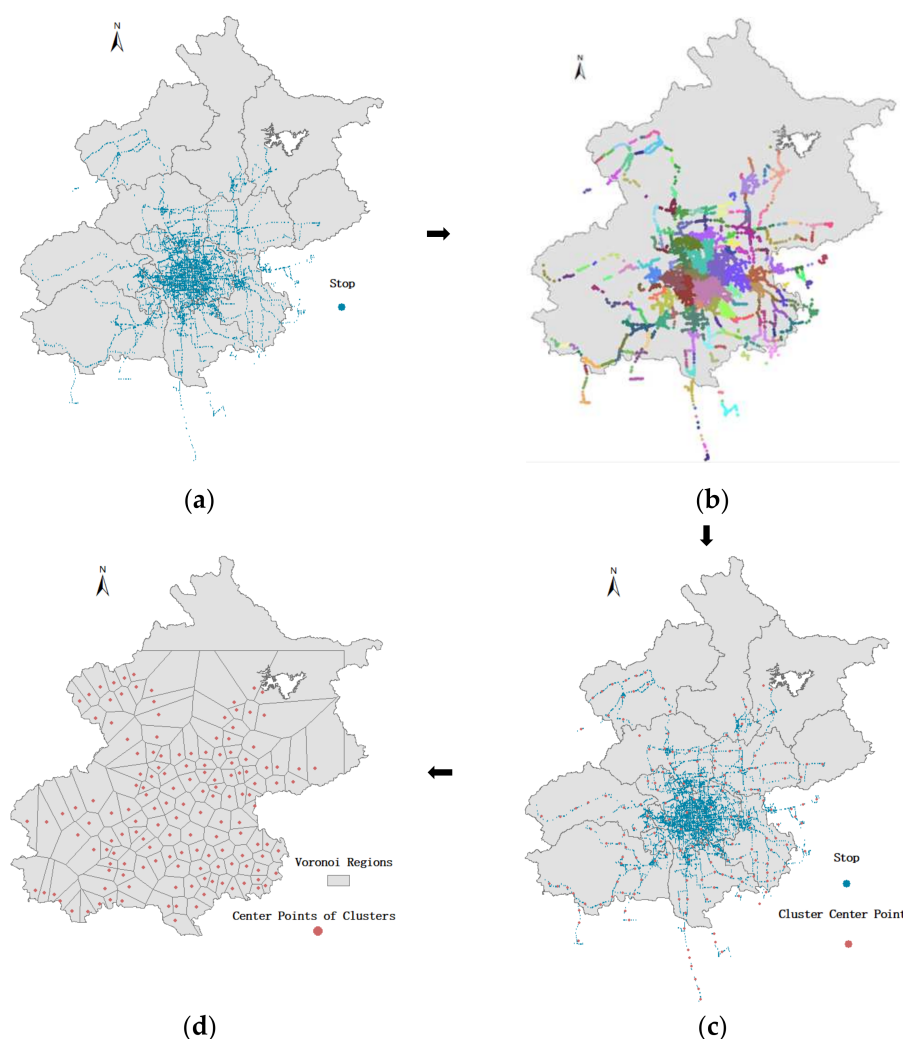 N
N
Stop
(a)
(b)
N
N
Voronoi Regions
Center Points of Clusters
Stop
Cluster Center Point
(d)
(c)